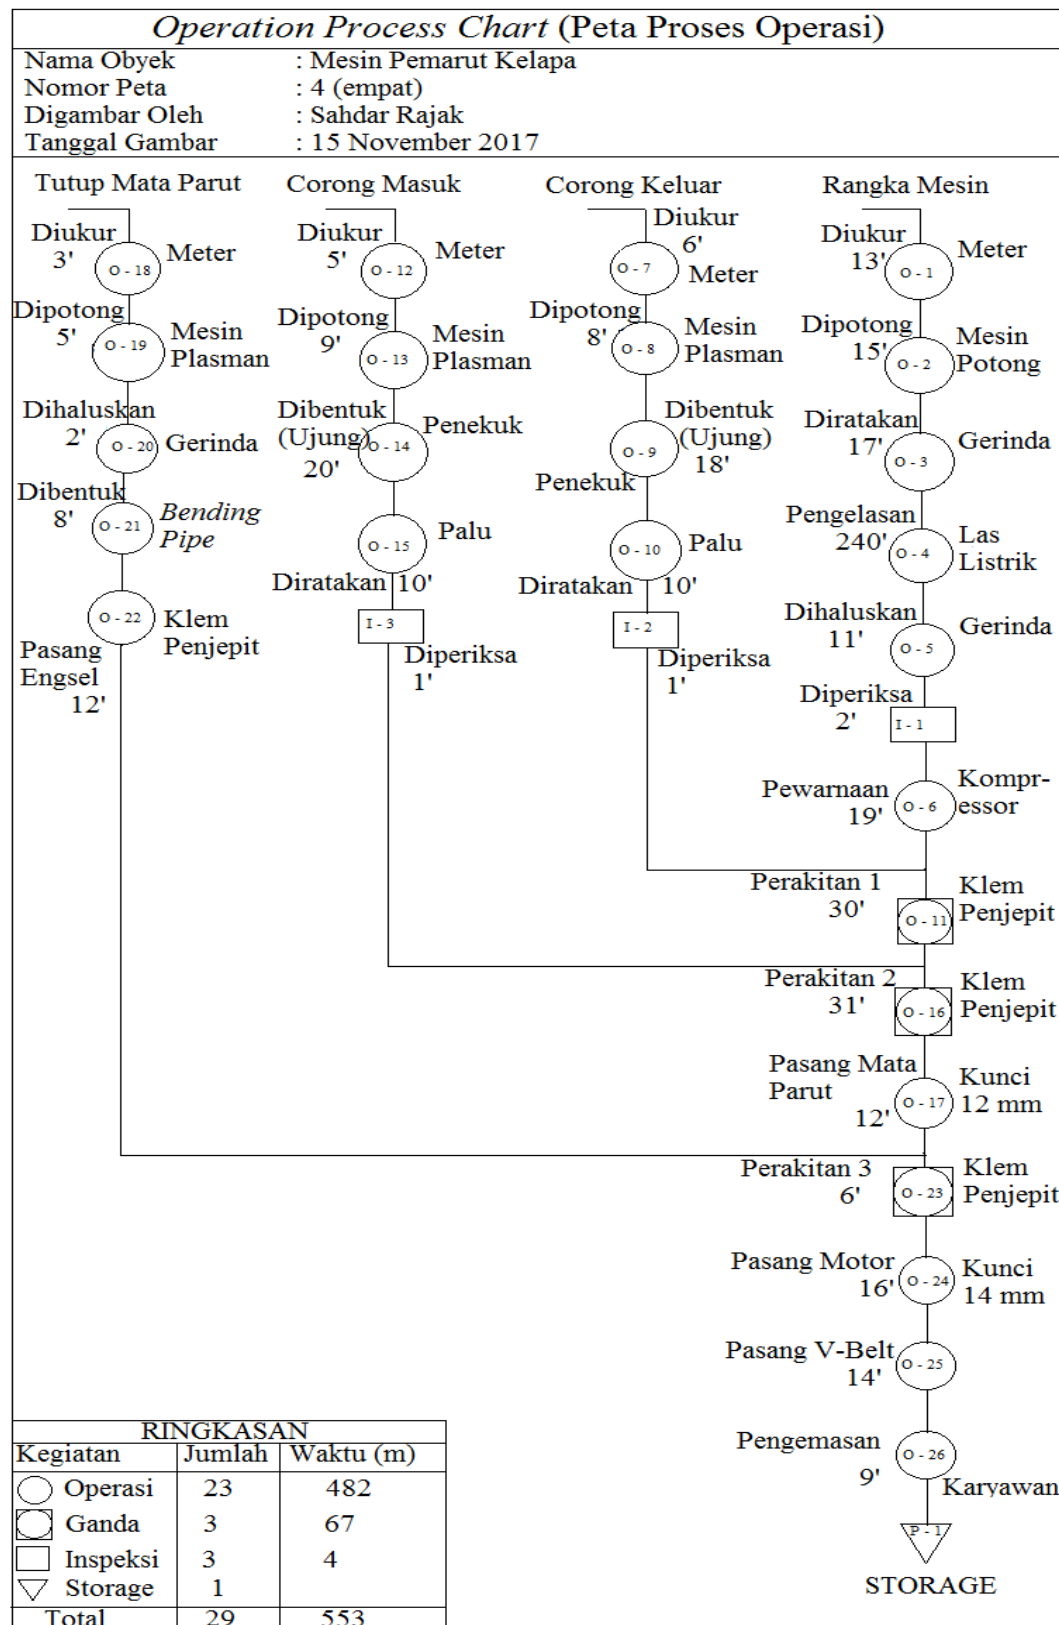 Operation Process Chart (Peta Proses Operasi)
Nama Obyek : Mesin Pemarut Kelapa
Nomor Peta : 4 (empat)
Digambar Oleh : Sahdar Rajak
Tanggal Gambar : 15 November 2017
Tutup Mata Parut
Diukur
3'
O - 18
Meter
Dipotong
5'
O - 19
Mesin
Plasman
Dihaluskan
2'
O - 20
Gerinda
Dibentuk
8'
O - 21
Bending
Pipe
O - 22
Klem
Penjepit
Pasang
Engsel
12'
Corong Masuk
Diukur
5'
O - 12
Meter
Dipotong
9'
O - 13
Mesin
Plasman
Dibentuk
(Ujung)
20'
O - 14
Penekuk
O - 15
Palu
Diratakan 10'
I - 3
Diperiksa
1'
Corong Keluar
Diukur
6'
O - 7
Meter
Dipotong
8'
O - 8
Mesin
Plasman
Dibentuk
(Ujung)
18'
O - 9
Penekuk
O - 10
Palu
Diratakan 10'
I - 2
Diperiksa
1'
Rangka Mesin
Diukur
13'
O - 1
Meter
Dipotong
15'
O - 2
Mesin
Potong
Diratakan
17'
O - 3
Gerinda
Pengelasan
240'
O - 4
Las
Listrik
Dihaluskan
11'
O - 5
Gerinda
Diperiksa
2'
I - 1
Pewarnaan
19'
O - 6
Kompr-
essor
Perakitan 1
30'
O - 11
Klem
Penjepit
Perakitan 2
31'
O - 16
Klem
Penjepit
Pasang Mata
Parut
12'
O - 17
Kunci
12 mm
Perakitan 3
6'
O - 23
Klem
Penjepit
Pasang Motor
16'
O - 24
Kunci
14 mm
Pasang V-Belt
14'
O - 25
Pengemasan
9'
O - 26
Karyawan
P - 1
STORAGE
RINGKASAN
Kegiatan Jumlah Waktu (m)
Operasi 23 482
Ganda 3 67
Inspeksi 3 4
Storage 1
Total 29 553